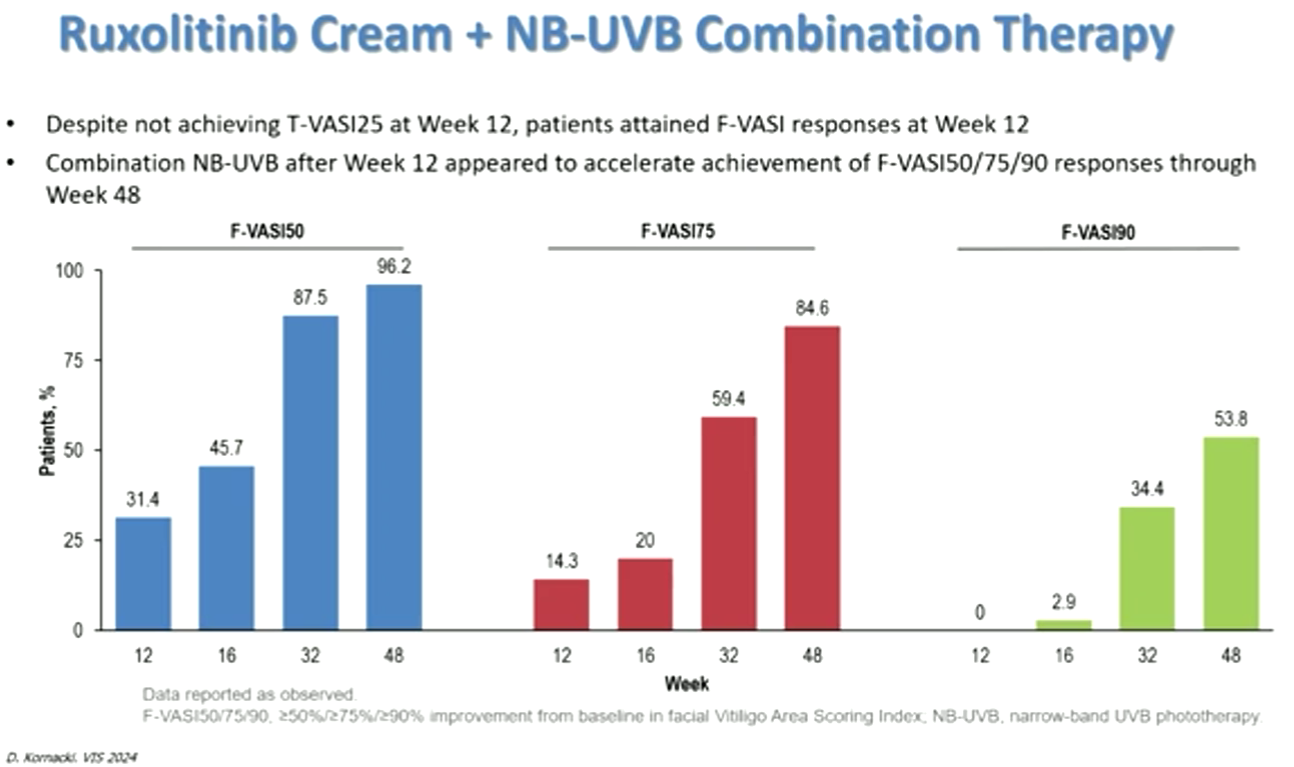 Ruxolitinib Cream + NB-UVB Combination Therapy
• Despite not achieving T-VASI25 at Week 12, patients attained F-VASI responses at Week 12
• Combination NB-UVB after Week 12 appeared to accelerate achievement of F-VASI50/75/90 responses through
Week 48
F-VASI50 F-VASI75 F-VASI90
Patients, %
100
75
50
25
0
31.4 45.7 87.5 96.2
14.3 20 59.4 84.6
0 2.9 34.4 53.8
12 16 32 48 12 16 32 48 12 16 32 48
Week
Data reported as observed.
F-VASI50/75/90, ≥50%/≥75%/≥90% improvement from baseline in facial Vitiligo Area Scoring Index; NB-UVB, narrow-band UVB phototherapy.
D. Kornacki. VIS 2024